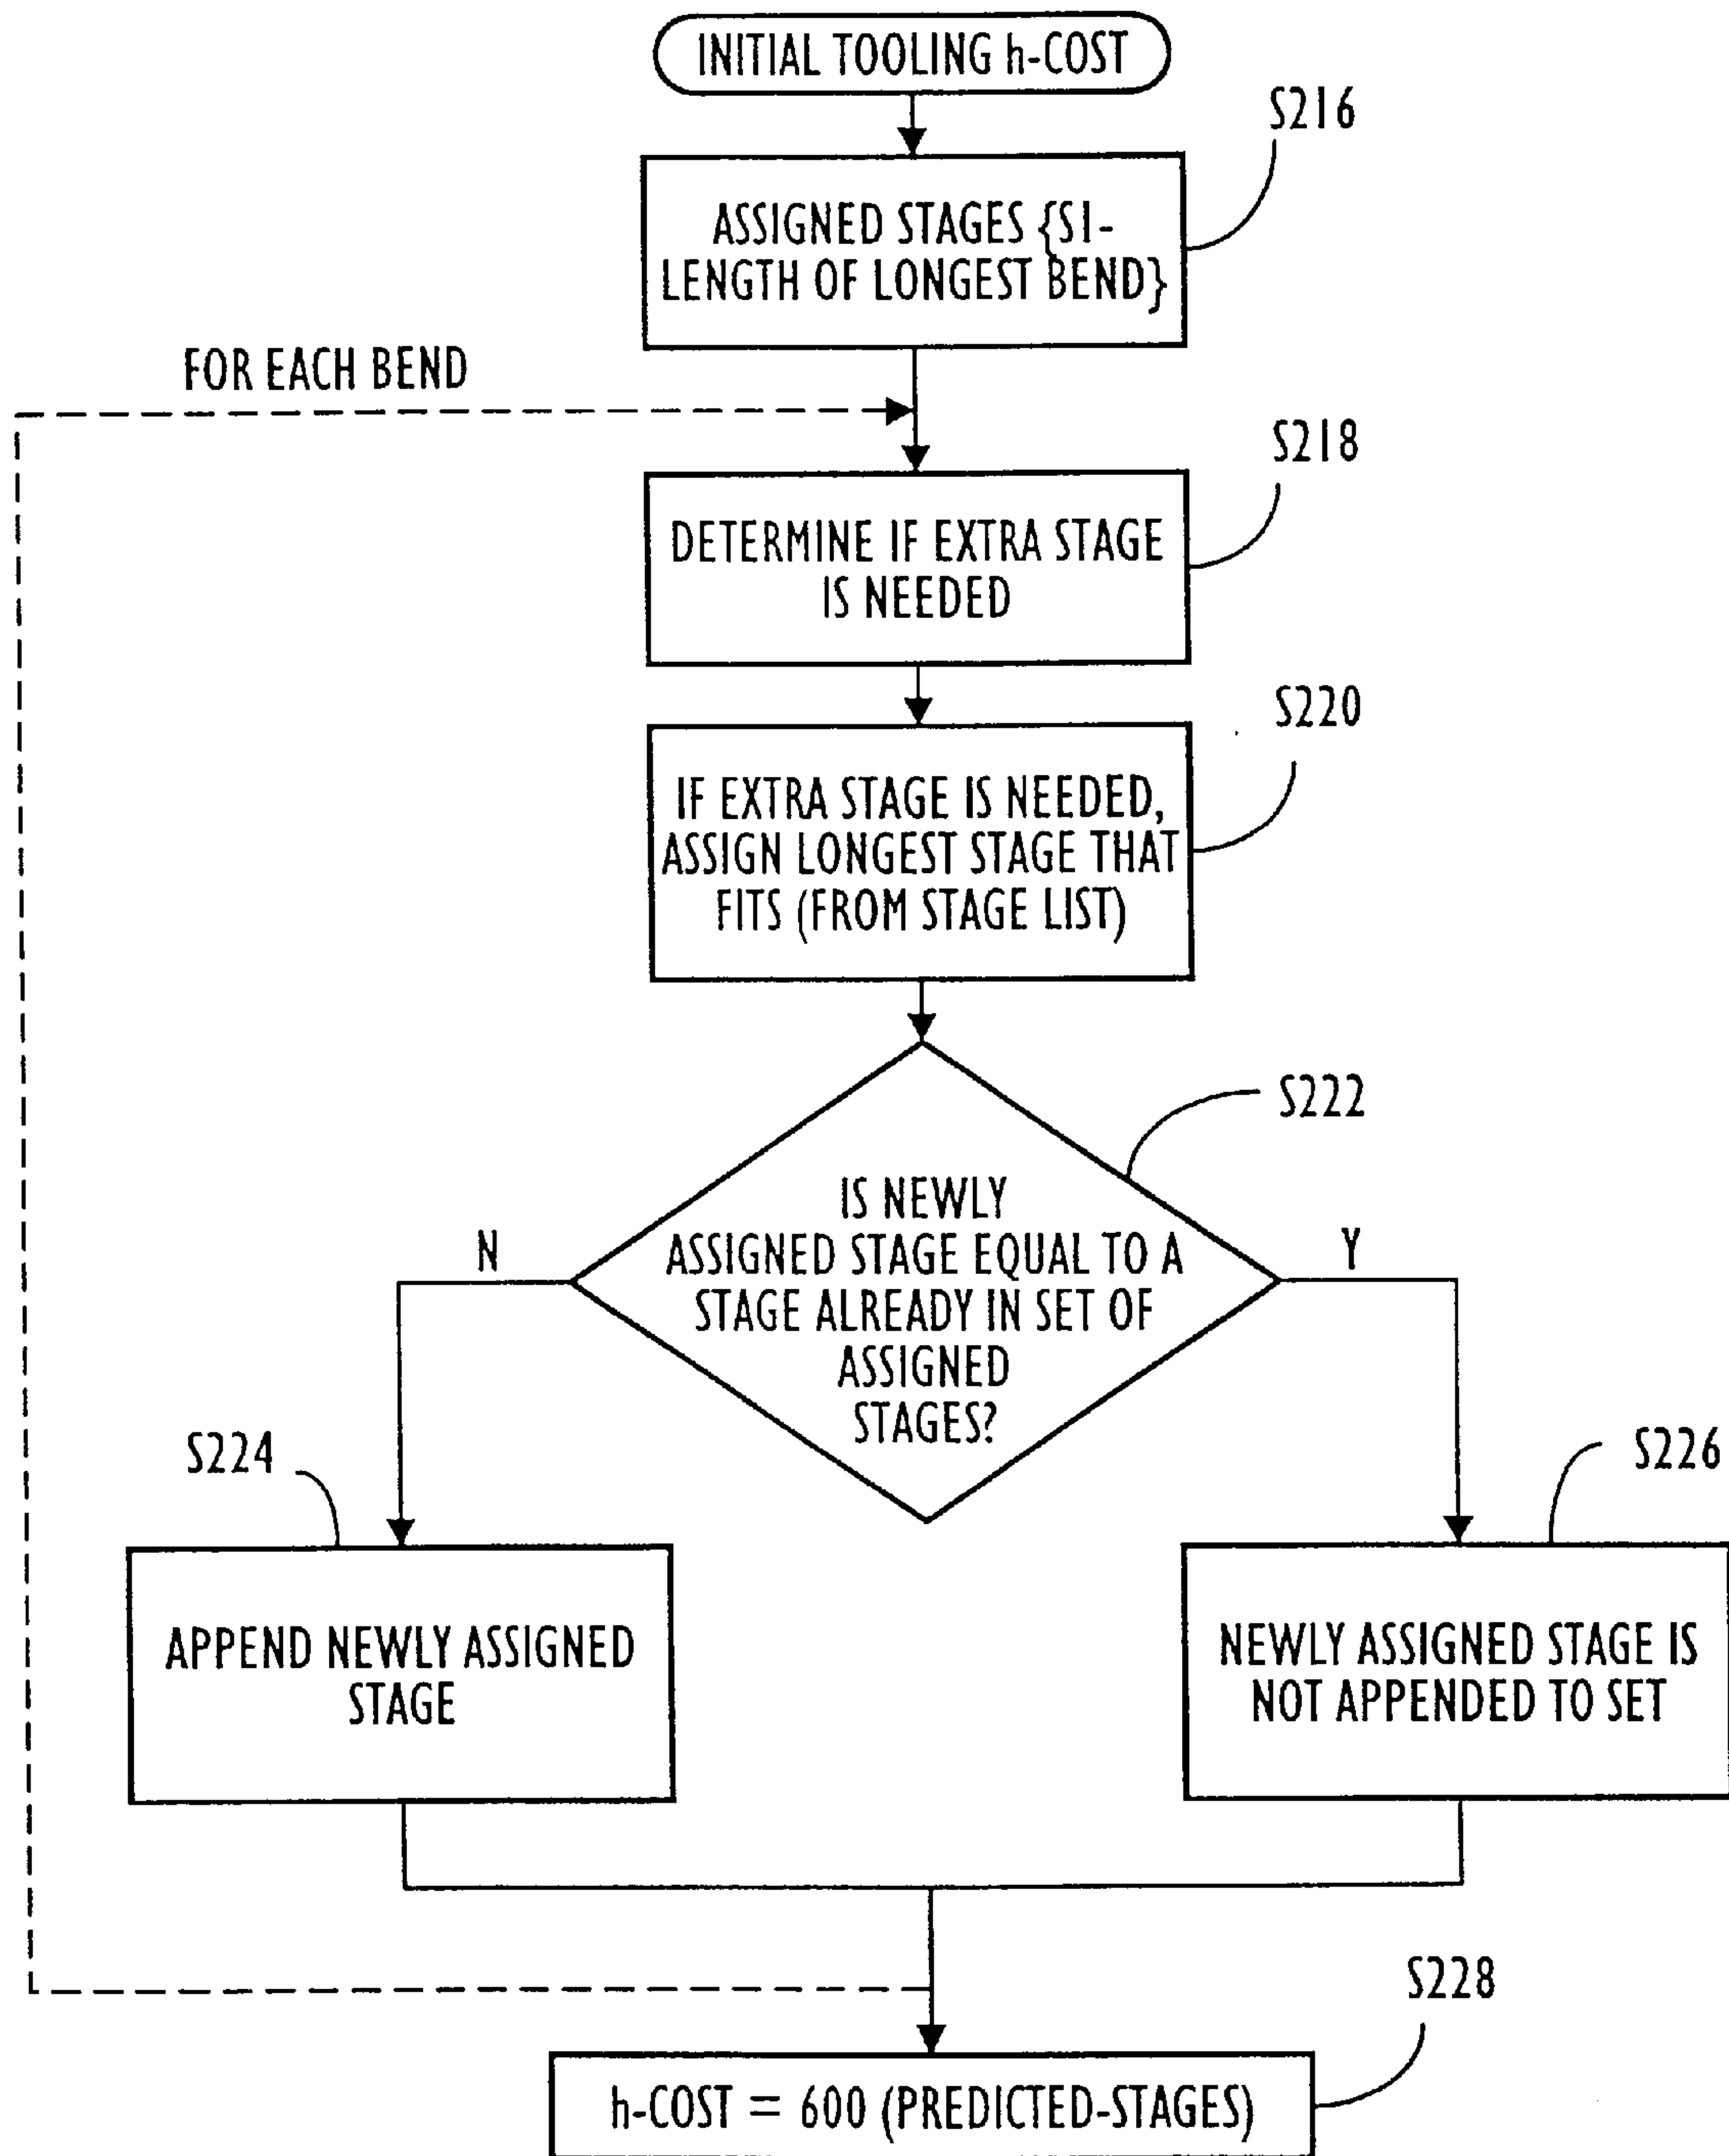 INITIAL TOOLING h-COST
S216
ASSIGNED STAGES {S1-
LENGTH OF LONGEST BEND}
FOR EACH BEND
S218
DETERMINE IF EXTRA STAGE
IS NEEDED
S220
IF EXTRA STAGE IS NEEDED,
ASSIGN LONGEST STAGE THAT
FITS (FROM STAGE LIST)
S222
IS NEWLY
ASSIGNED STAGE EQUAL TO A
STAGE ALREADY IN SET OF
ASSIGNED
STAGES?
N
Y
S224
S226
APPEND NEWLY ASSIGNED
STAGE
NEWLY ASSIGNED STAGE IS
NOT APPENDED TO SET
S228
h-COST = 600 (PREDICTED-STAGES)